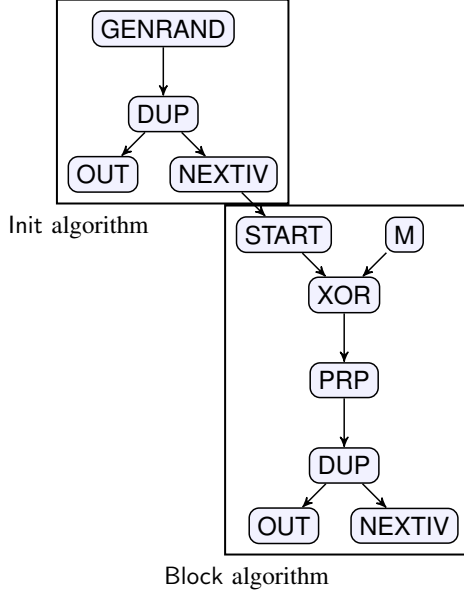 GENRAND
DUP
OUT NEXTIV
Init algorithm
START M
XOR
PRP
DUP
OUT NEXTIV
Block algorithm